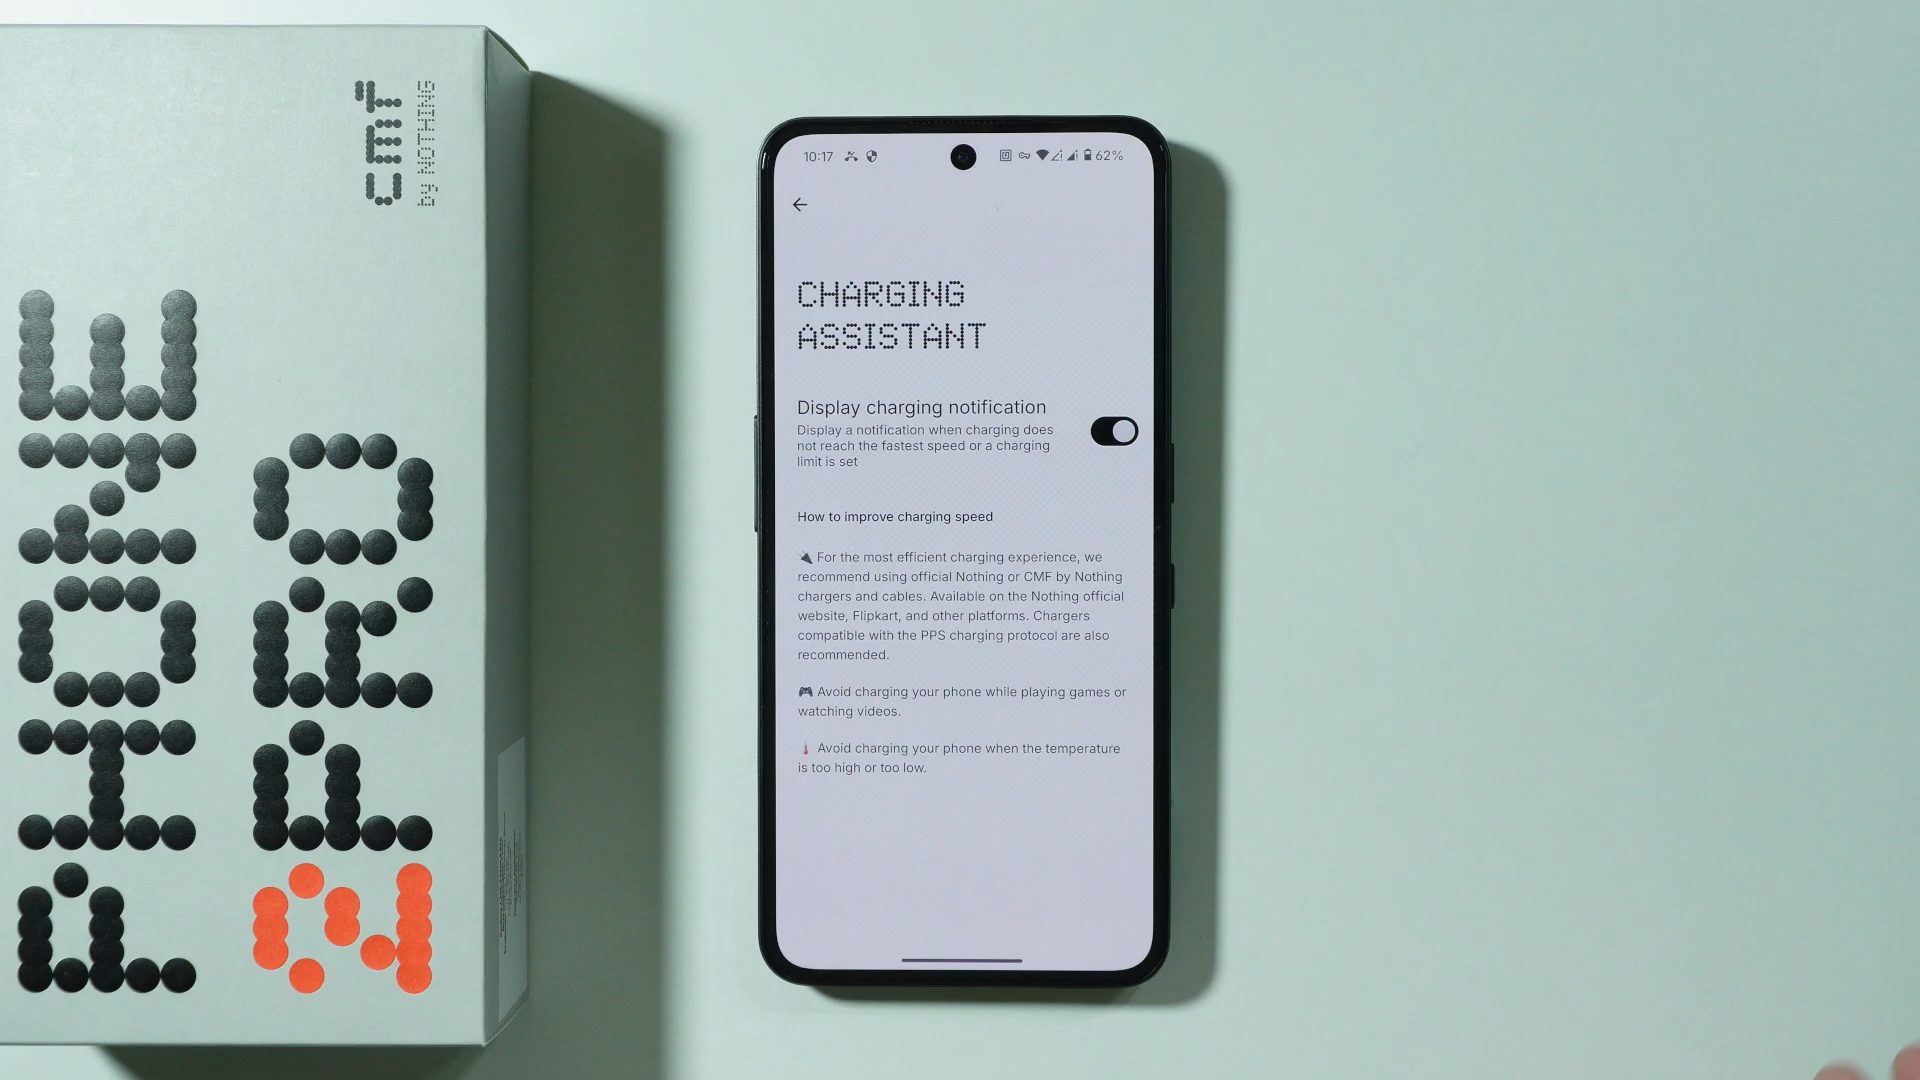 cmf
by NOTHING
PHONE
2 PRO
10:17
62%
CHARGING
ASSISTANT
Display charging notification
Display a notification when charging does
not reach the fastest speed or a charging
limit is set
How to improve charging speed
For the most efficient charging experience, we
recommend using official Nothing or CMF by Nothing
chargers and cables. Available on the Nothing official
website, Flipkart, and other platforms. Chargers
compatible with the PPS charging protocol are also
recommended.
Avoid charging your phone while playing games or
watching videos.
Avoid charging your phone when the temperature
is too high or too low.